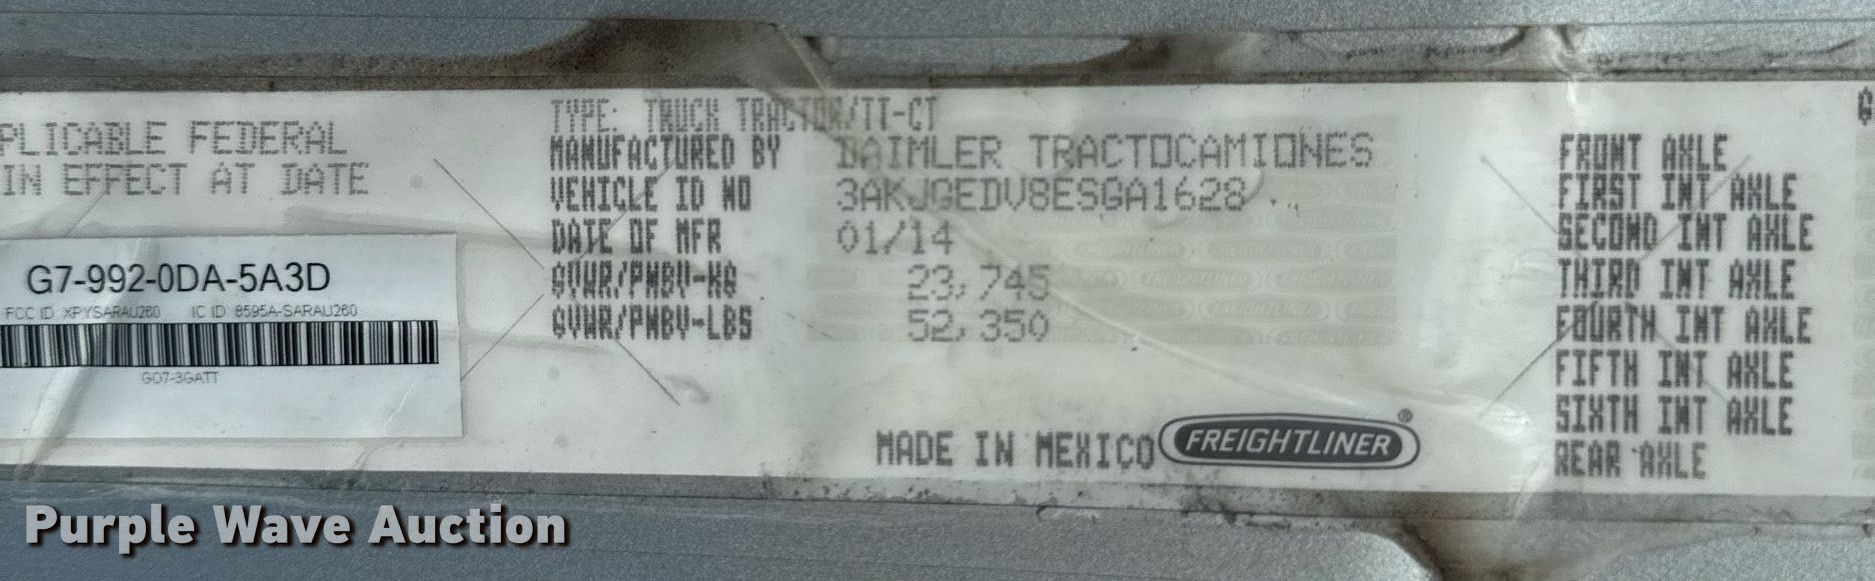 PLICABLE FEDERAL
IN EFFECT AT DATE
G7-992-0DA-5A3D
FCC ID XPYSARAU260 IC ID 8595A-SARAU260
GO7-3GATT
TYPE: TRUCK TRACTOR/TT-CT
MANUFACTURED BY DAIMLER TRACTOCAMIONES
VEHICLE ID NO 3AKJGEDV8ESGA1628
DATE OF MFR 01/14
GVWR/PNBV-KG 23,745
GVWR/PNBV-LBS 52,350
MADE IN MEXICO FREIGHTLINER®
FRONT AXLE
FIRST INT AXLE
SECOND INT AXLE
THIRD INT AXLE
FOURTH INT AXLE
FIFTH INT AXLE
SIXTH INT AXLE
REAR AXLE
Purple Wave Auction